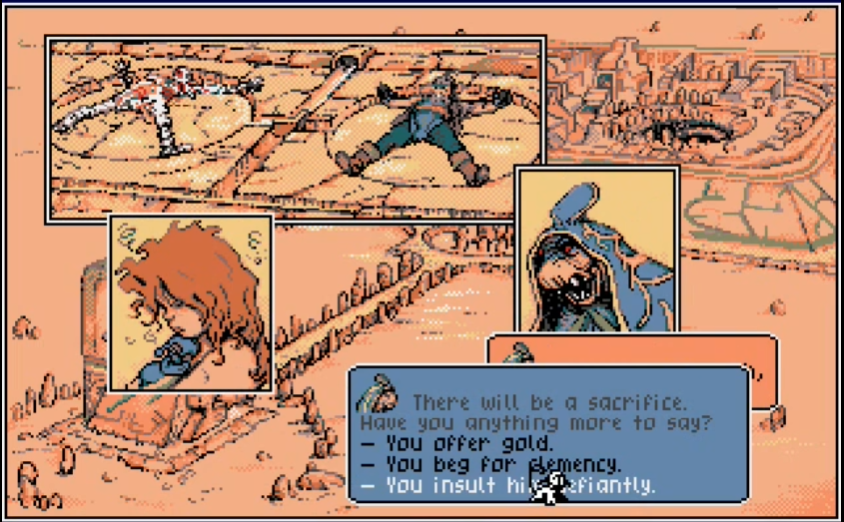 There will be a sacrifice.
Have you anything more to say?
– You offer gold.
– You beg for clemency.
– You insult defiantly.